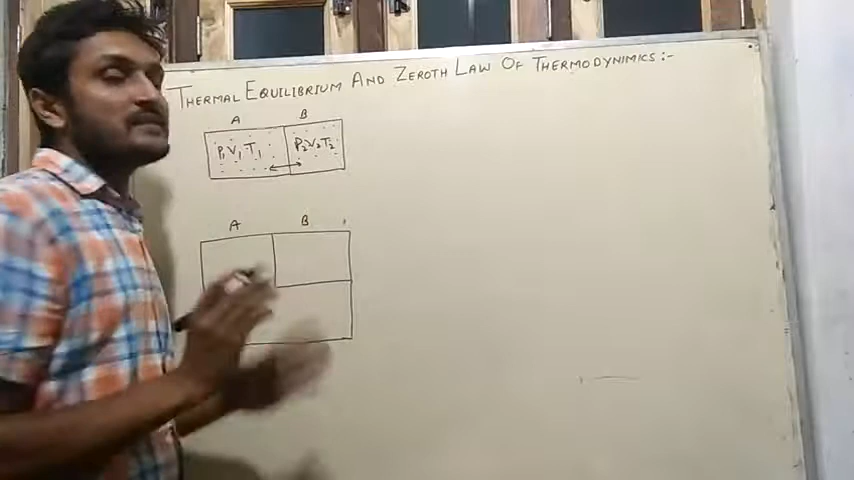 THERMAL EQUILIBRIUM AND ZEROTH LAW OF THERMODYNIMICS :-
A B
P₁V₁T₁ P₂V₂T₂
A B